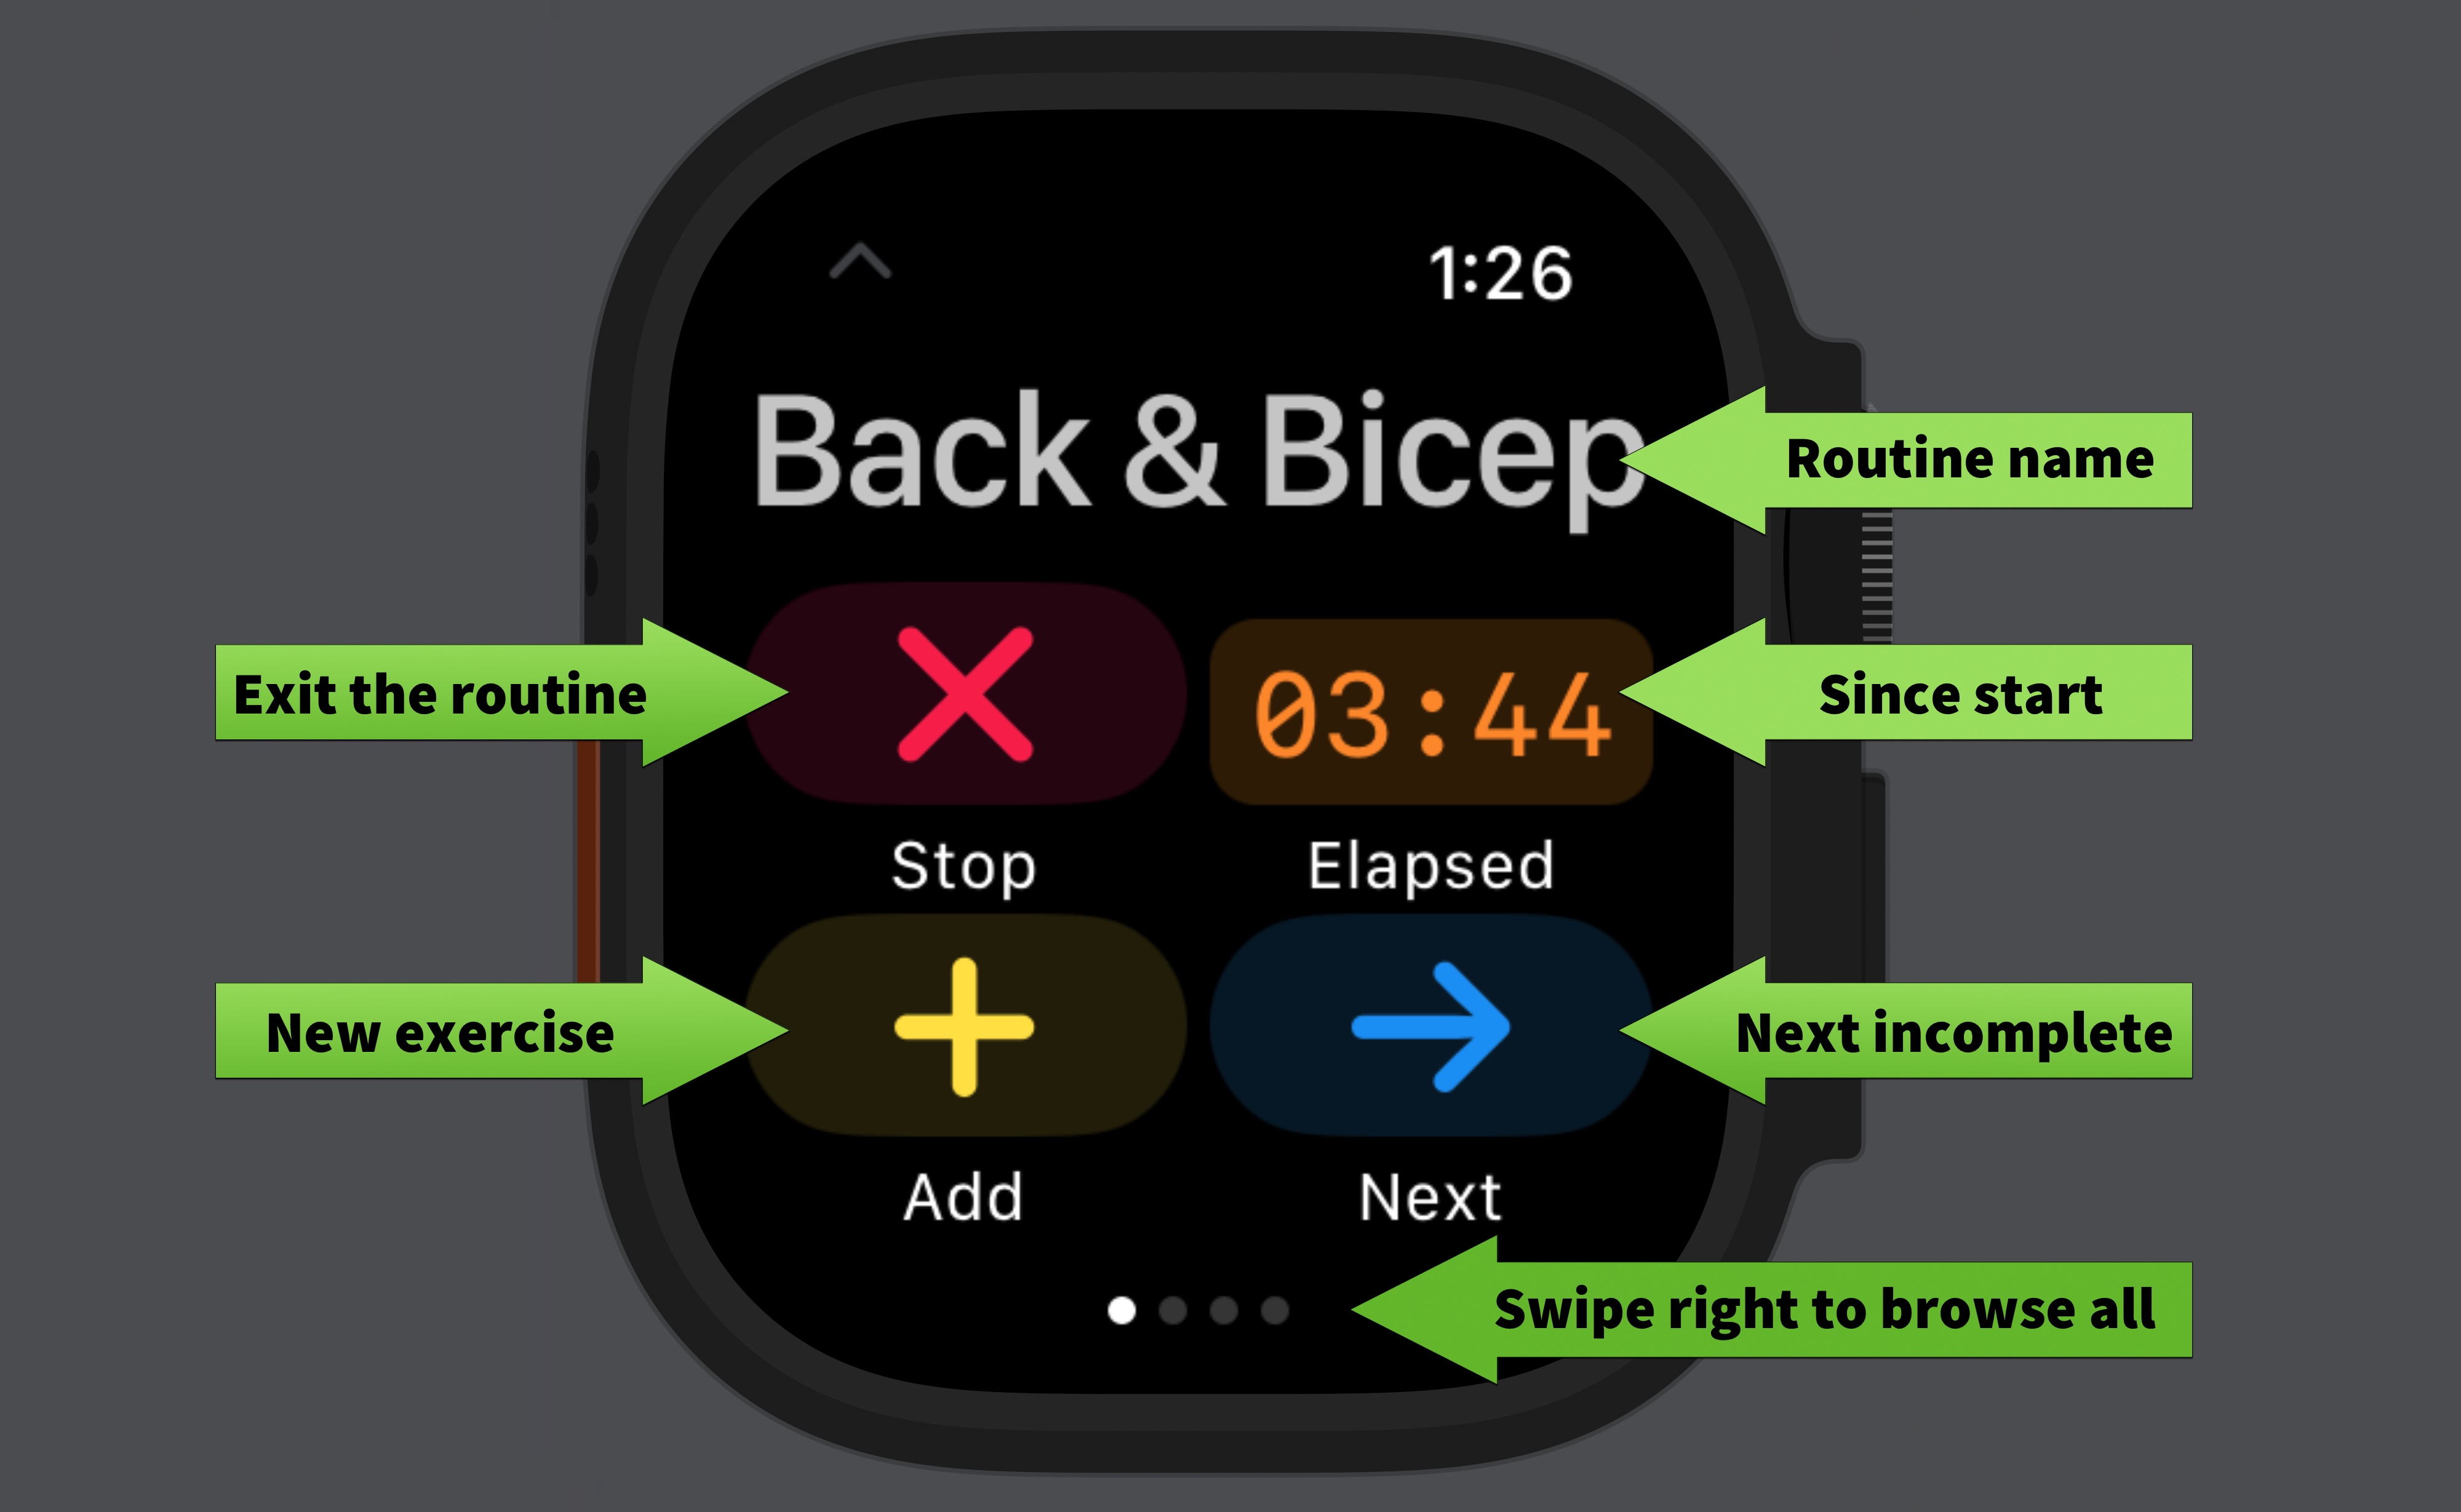 1:26
Back & Bicep
Routine name
Exit the routine
03:44
Since start
Stop
Elapsed
New exercise
Next incomplete
Add
Next
Swipe right to browse all